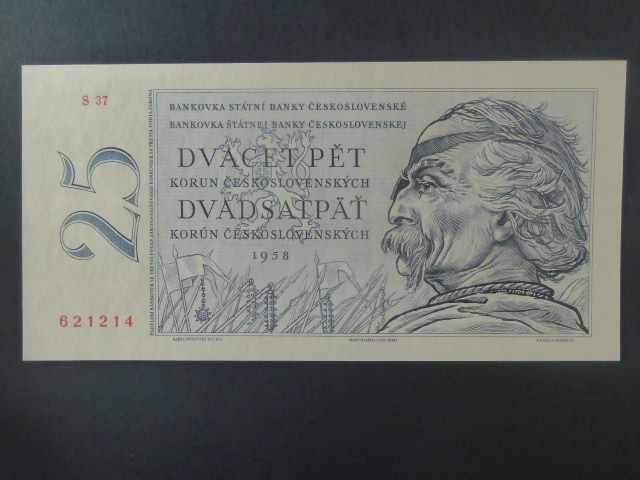 S 37
BANKOVKA STÁTNÍ BANKY ČESKOSLOVENSKÉ
BANKOVKA ŠTÁTNEJ BANKY ČESKOSLOVENSKEJ
DVACET PĚT
KORUN ČESKOSLOVENSKÝCH
DVADSAŤPÄŤ
KORÚN ČESKOSLOVENSKÝCH
1958
25
621214